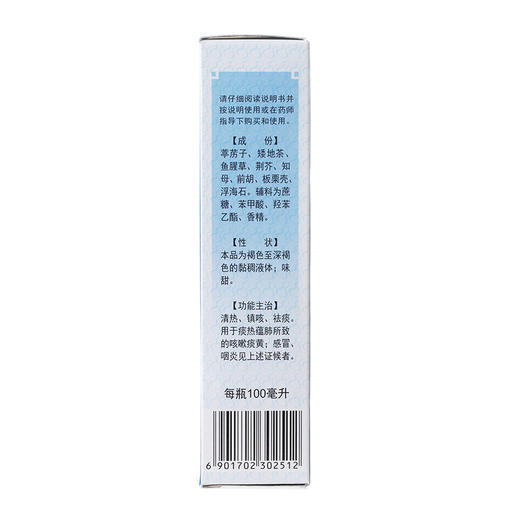 请仔细阅读说明书并
按说明使用或在药师
指导下购买和使用。
【成 份】
葶苈子、矮地茶、
鱼腥草、荆芥、知
母、前胡、板栗壳、
浮海石。辅料为蔗
糖、苯甲酸、羟苯
乙酯、香精。
【性 状】
本品为褐色至深褐
色的黏稠液体；味
甜。
【功能主治】
清热、镇咳、祛痰。
用于痰热蕴肺所致
的咳嗽痰黄；感冒、
咽炎见上述证候者。
每瓶100毫升
6 901702 302512